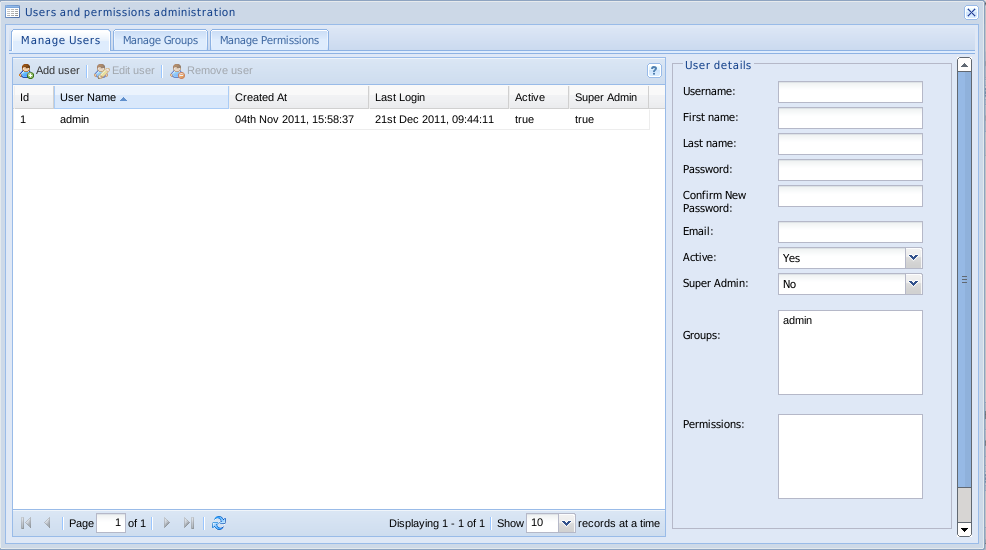 Users and permissions administration
Manage Users Manage Groups Manage Permissions
Add user Edit user Remove user ?
Id User Name Created At Last Login Active Super Admin
1 admin 04th Nov 2011, 15:58:37 21st Dec 2011, 09:44:11 true true
User details
Username:
First name:
Last name:
Password:
Confirm New
Password:
Email:
Active: Yes
Super Admin: No
Groups: admin
Permissions:
Page 1 of 1 Displaying 1 - 1 of 1 Show 10 records at a time